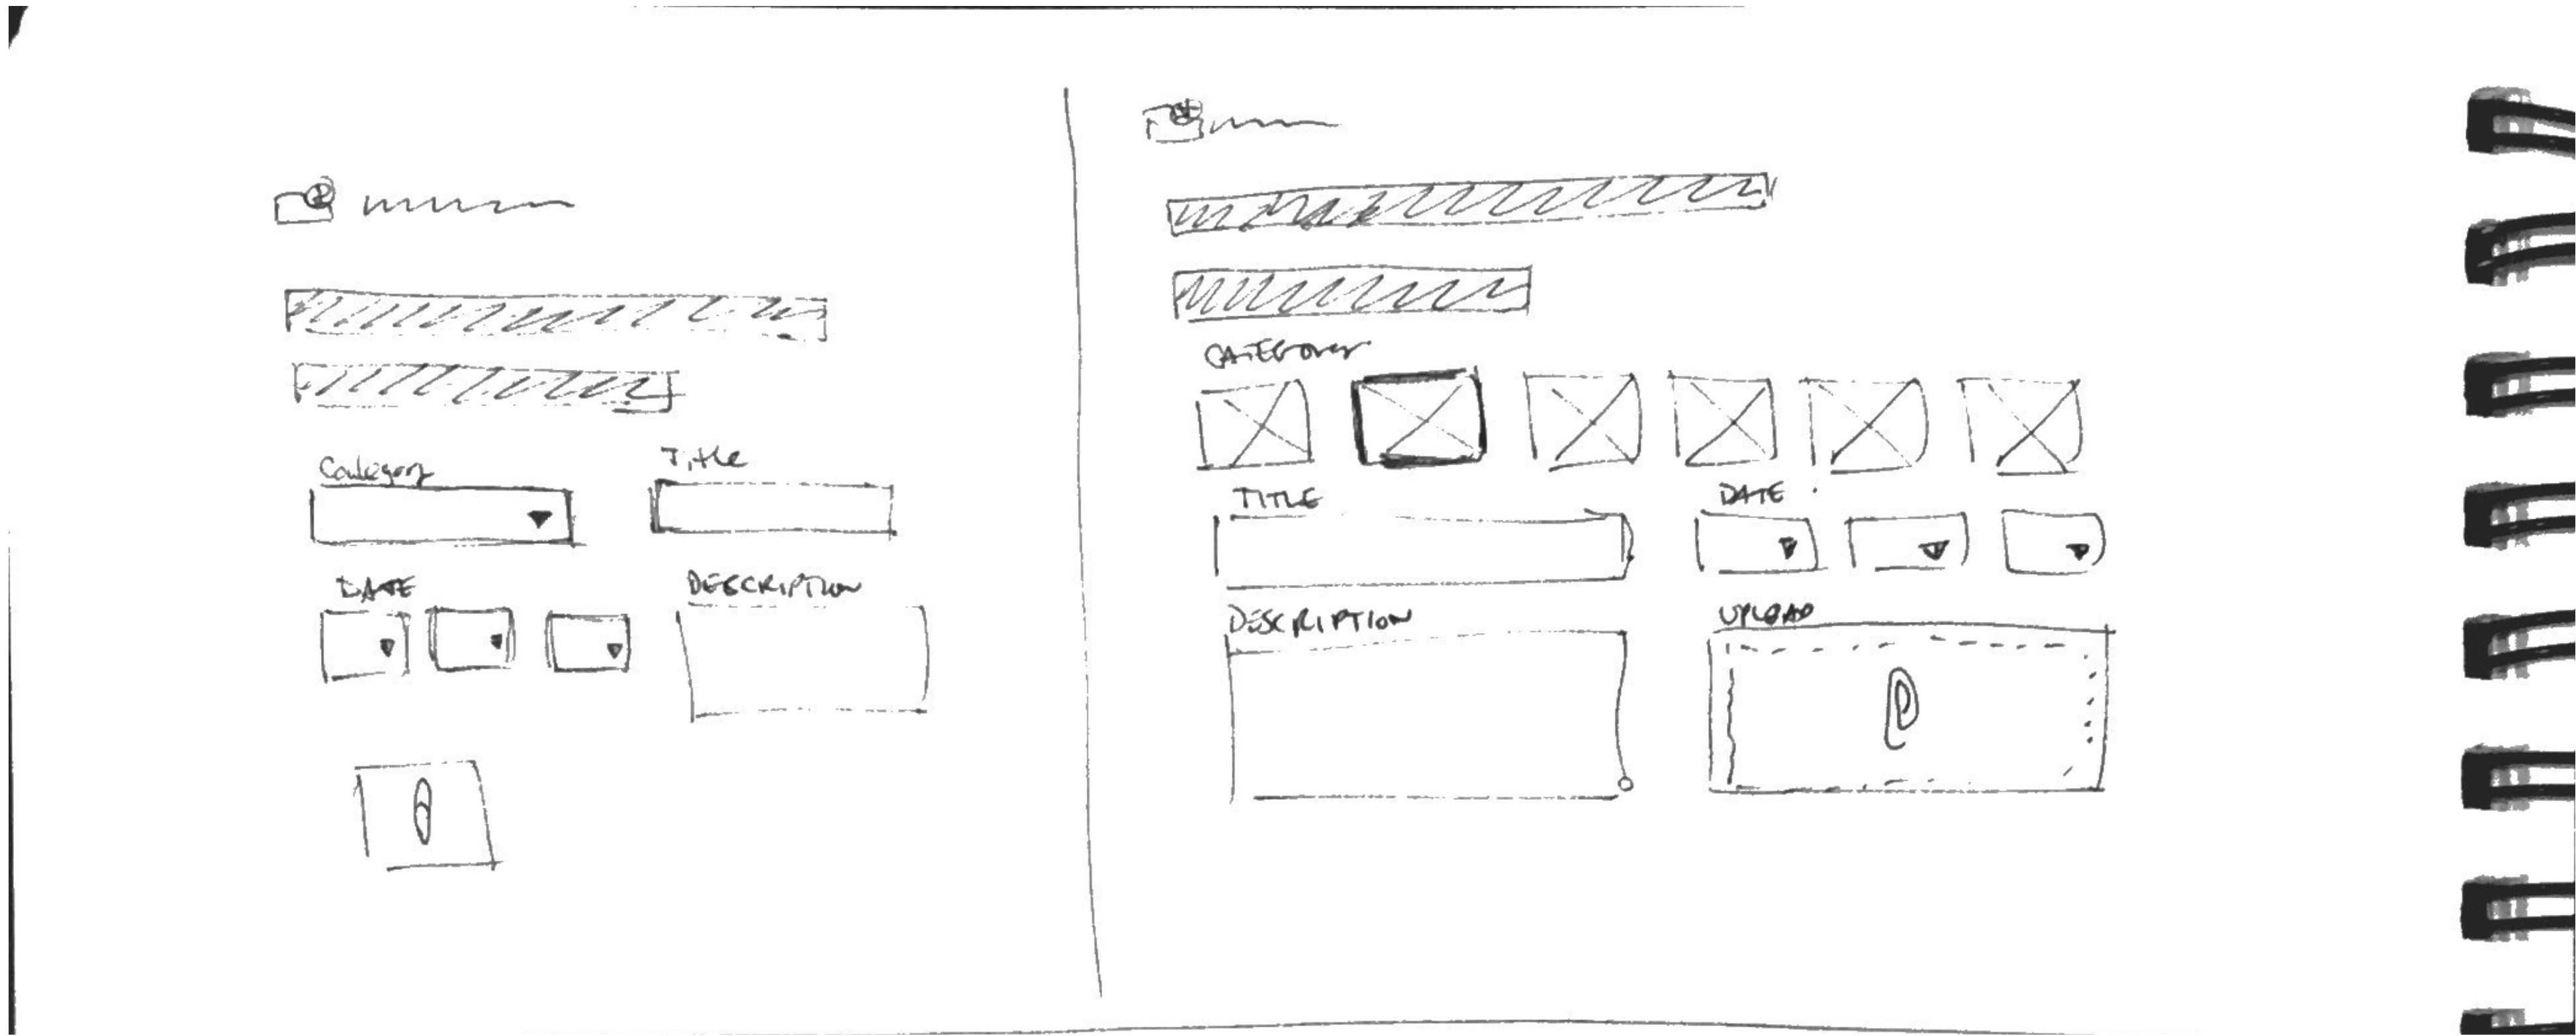 Category
Title
DATE
DESCRIPTION
CATEGORY
TITLE
DATE
DESCRIPTION
UPLOAD